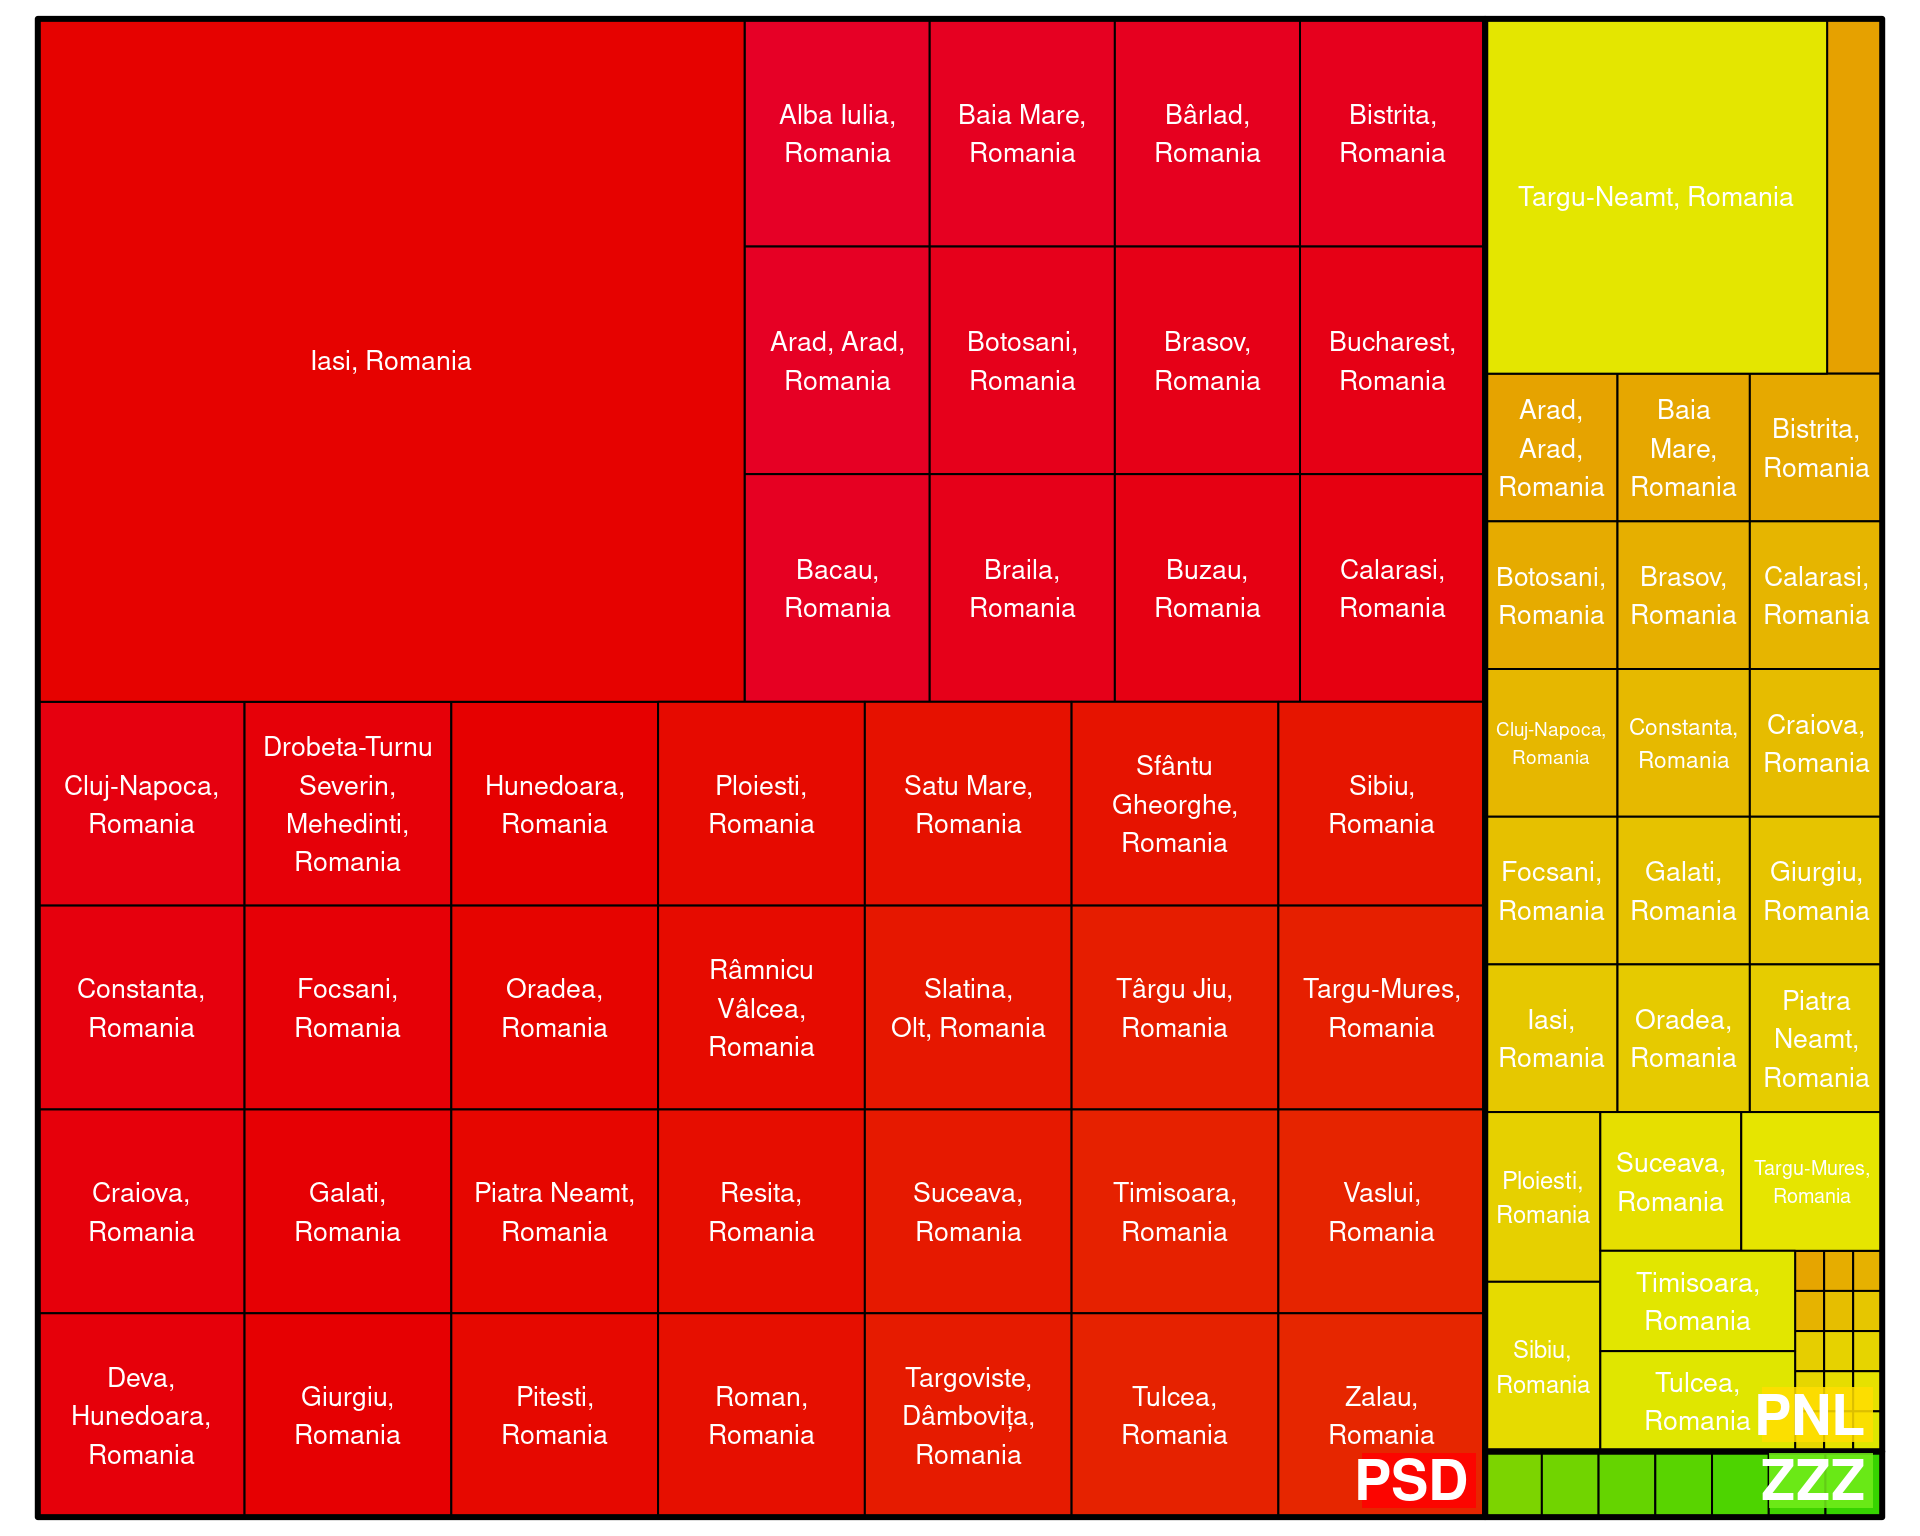 Iasi, Romania
Alba Iulia,
Romania
Baia Mare,
Romania
Bârlad,
Romania
Bistrita,
Romania
Arad, Arad,
Romania
Botosani,
Romania
Brasov,
Romania
Bucharest,
Romania
Bacau,
Romania
Braila,
Romania
Buzau,
Romania
Calarasi,
Romania
Cluj-Napoca,
Romania
Drobeta-Turnu
Severin,
Mehedinti,
Romania
Hunedoara,
Romania
Ploiesti,
Romania
Satu Mare,
Romania
Sfântu
Gheorghe,
Romania
Sibiu,
Romania
Constanta,
Romania
Focsani,
Romania
Oradea,
Romania
Râmnicu
Vâlcea,
Romania
Slatina,
Olt, Romania
Târgu Jiu,
Romania
Targu-Mures,
Romania
Craiova,
Romania
Galati,
Romania
Piatra Neamt,
Romania
Resita,
Romania
Suceava,
Romania
Timisoara,
Romania
Vaslui,
Romania
Deva,
Hunedoara,
Romania
Giurgiu,
Romania
Pitesti,
Romania
Roman,
Romania
Targoviste,
Dâmbovița,
Romania
Tulcea,
Romania
Zalau,
Romania
PSD
Targu-Neamt, Romania
Arad,
Arad,
Romania
Baia
Mare,
Romania
Bistrita,
Romania
Botosani,
Romania
Brasov,
Romania
Calarasi,
Romania
Cluj-Napoca,
Romania
Constanta,
Romania
Craiova,
Romania
Focsani,
Romania
Galati,
Romania
Giurgiu,
Romania
Iasi,
Romania
Oradea,
Romania
Piatra
Neamt,
Romania
Ploiesti,
Romania
Suceava,
Romania
Targu-Mures,
Romania
Sibiu,
Romania
Timisoara,
Romania
Tulcea,
Romania
PNL
ZZZ